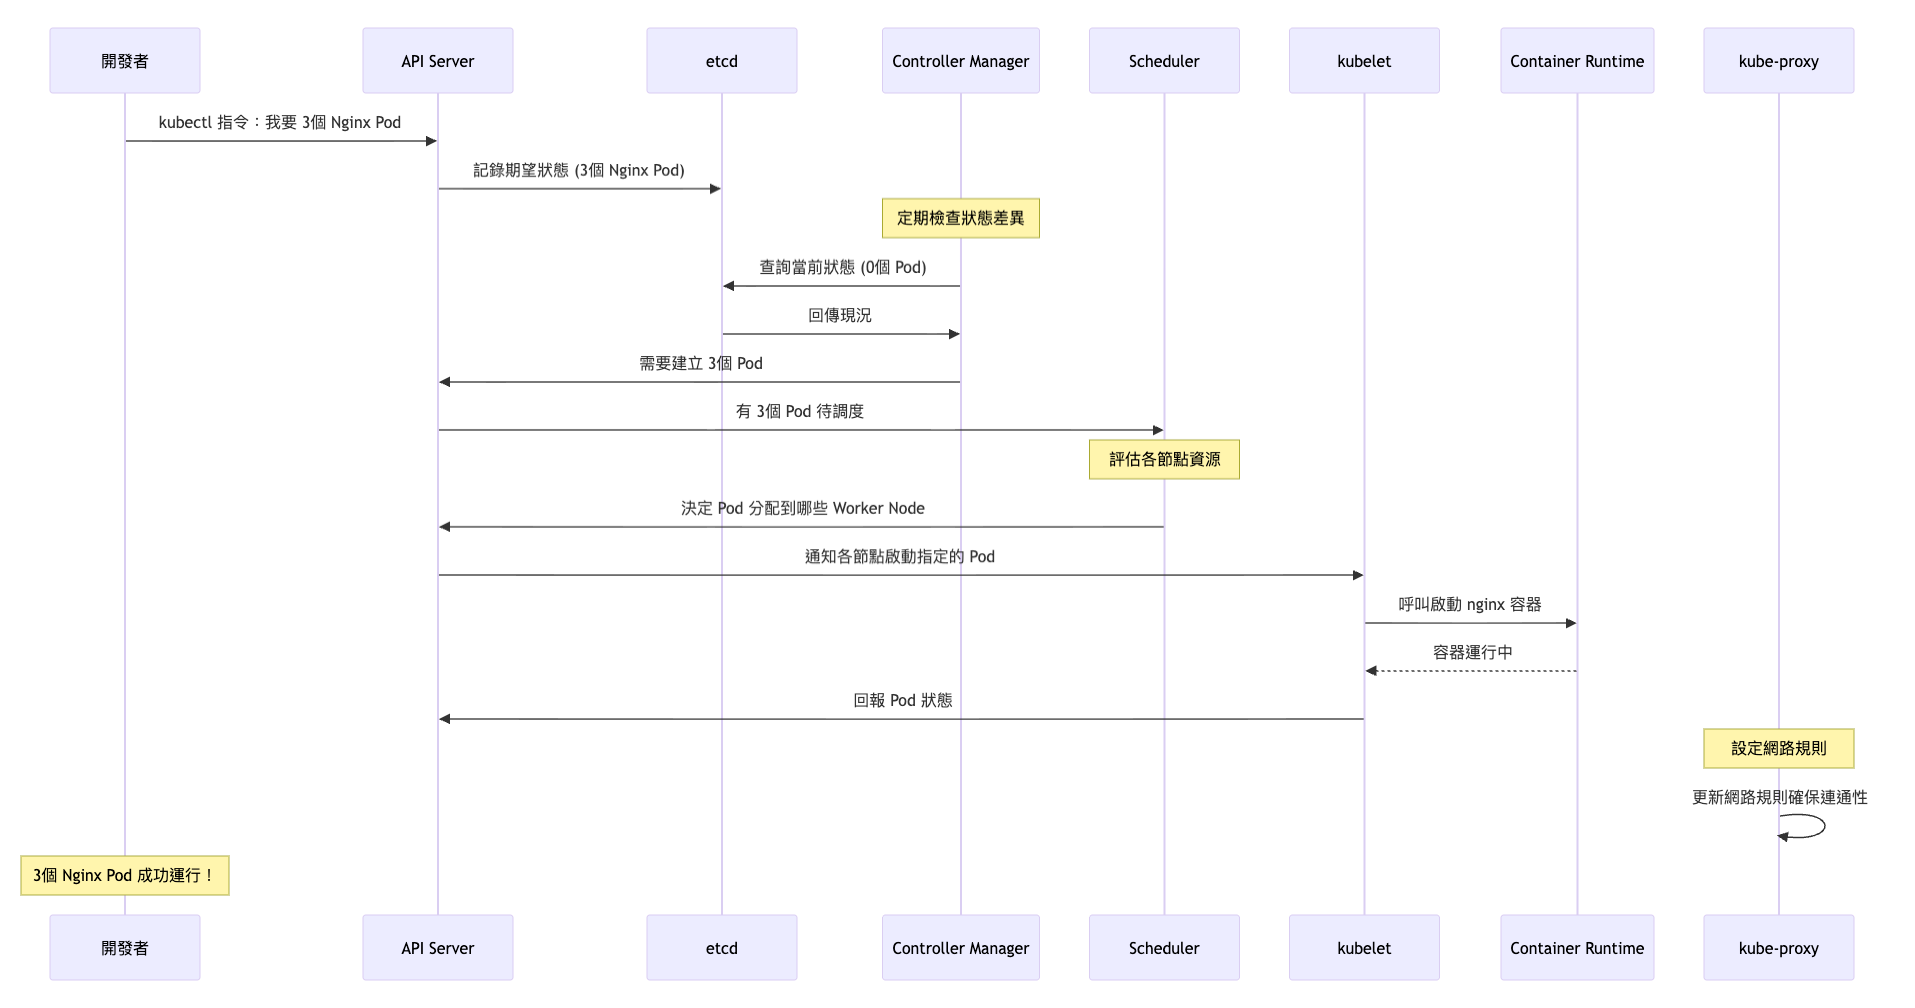 開發者
API Server
etcd
Controller Manager
Scheduler
kubelet
Container Runtime
kube-proxy
kubectl 指令：我要 3個 Nginx Pod
記錄期望狀態 (3個 Nginx Pod)
定期檢查狀態差異
查詢當前狀態 (0個 Pod)
回傳現況
需要建立 3個 Pod
有 3個 Pod 待調度
評估各節點資源
決定 Pod 分配到哪些 Worker Node
通知各節點啟動指定的 Pod
呼叫啟動 nginx 容器
容器運行中
回報 Pod 狀態
設定網路規則
更新網路規則確保連通性
3個 Nginx Pod 成功運行！
開發者
API Server
etcd
Controller Manager
Scheduler
kubelet
Container Runtime
kube-proxy